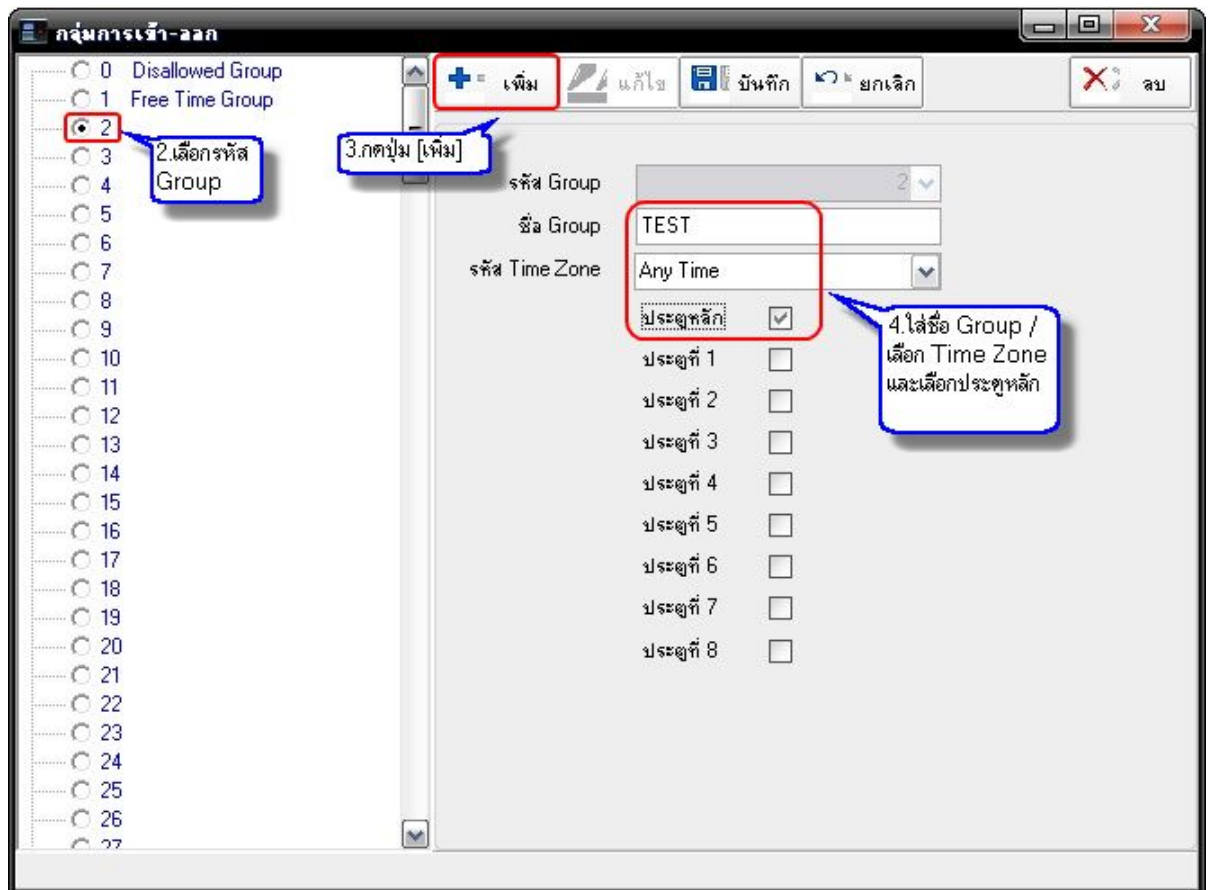 กลุ่มการเข้า-ออก
0 Disallowed Group
1 Free Time Group
2
3
4
5
6
7
8
9
10
11
12
13
14
15
16
17
18
19
20
21
22
23
24
25
26
27
2.เลือกรหัส
Group
เพิ่ม
แก้ไข
บันทึก
ยกเลิก
ลบ
3.กดปุ่ม [เพิ่ม]
รหัส Group 2
ชื่อ Group TEST
รหัส Time Zone Any Time
ประตูหลัก
ประตูที่ 1
ประตูที่ 2
ประตูที่ 3
ประตูที่ 4
ประตูที่ 5
ประตูที่ 6
ประตูที่ 7
ประตูที่ 8
4.ใส่ชื่อ Group /
เลือก Time Zone
และเลือกประตูหลัก